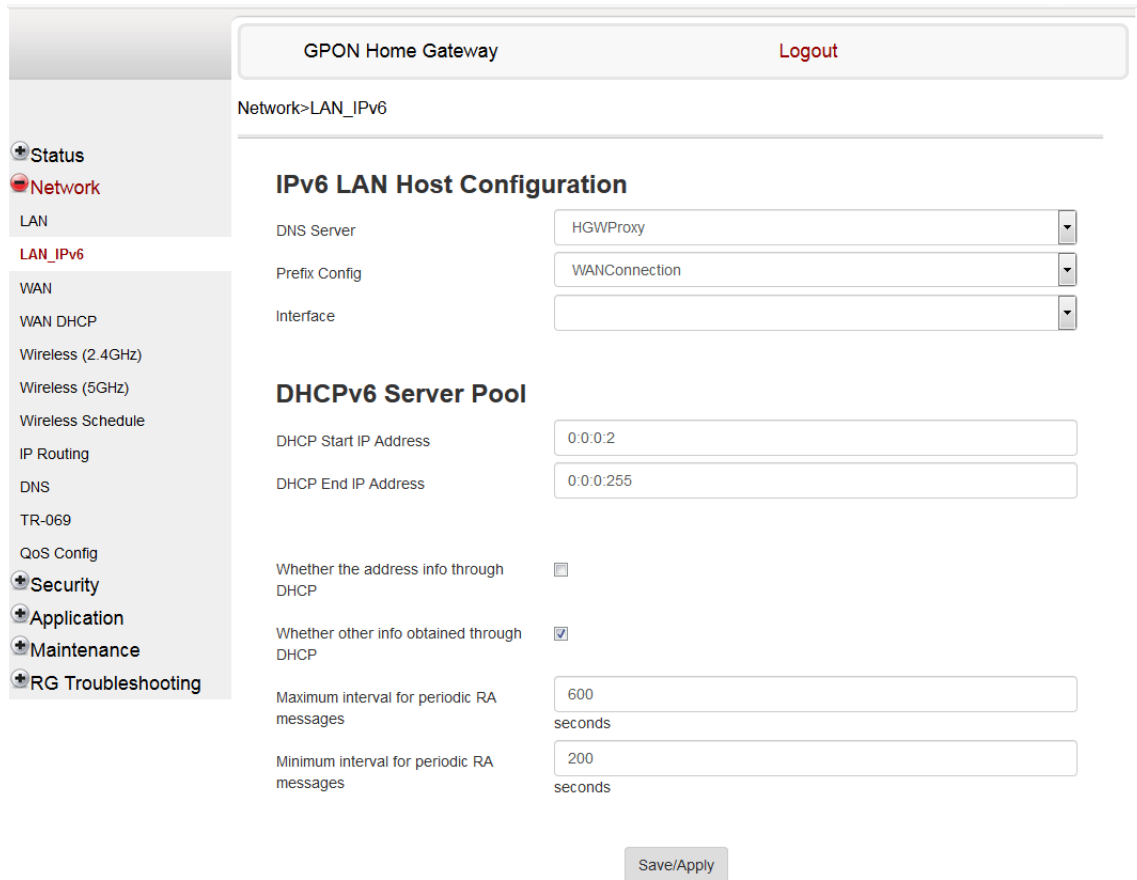 GPON Home Gateway
Logout
Network>LAN_IPv6
Status
Network
LAN
LAN_IPv6
WAN
WAN DHCP
Wireless (2.4GHz)
Wireless (5GHz)
Wireless Schedule
IP Routing
DNS
TR-069
QoS Config
Security
Application
Maintenance
RG Troubleshooting
IPv6 LAN Host Configuration
DNS Server
HGWProxy
Prefix Config
WANConnection
Interface
DHCPv6 Server Pool
DHCP Start IP Address
0:0:0:2
DHCP End IP Address
0:0:0:255
Whether the address info through
DHCP
Whether other info obtained through
DHCP
Maximum interval for periodic RA
messages
600
seconds
Minimum interval for periodic RA
messages
200
seconds
Save/Apply